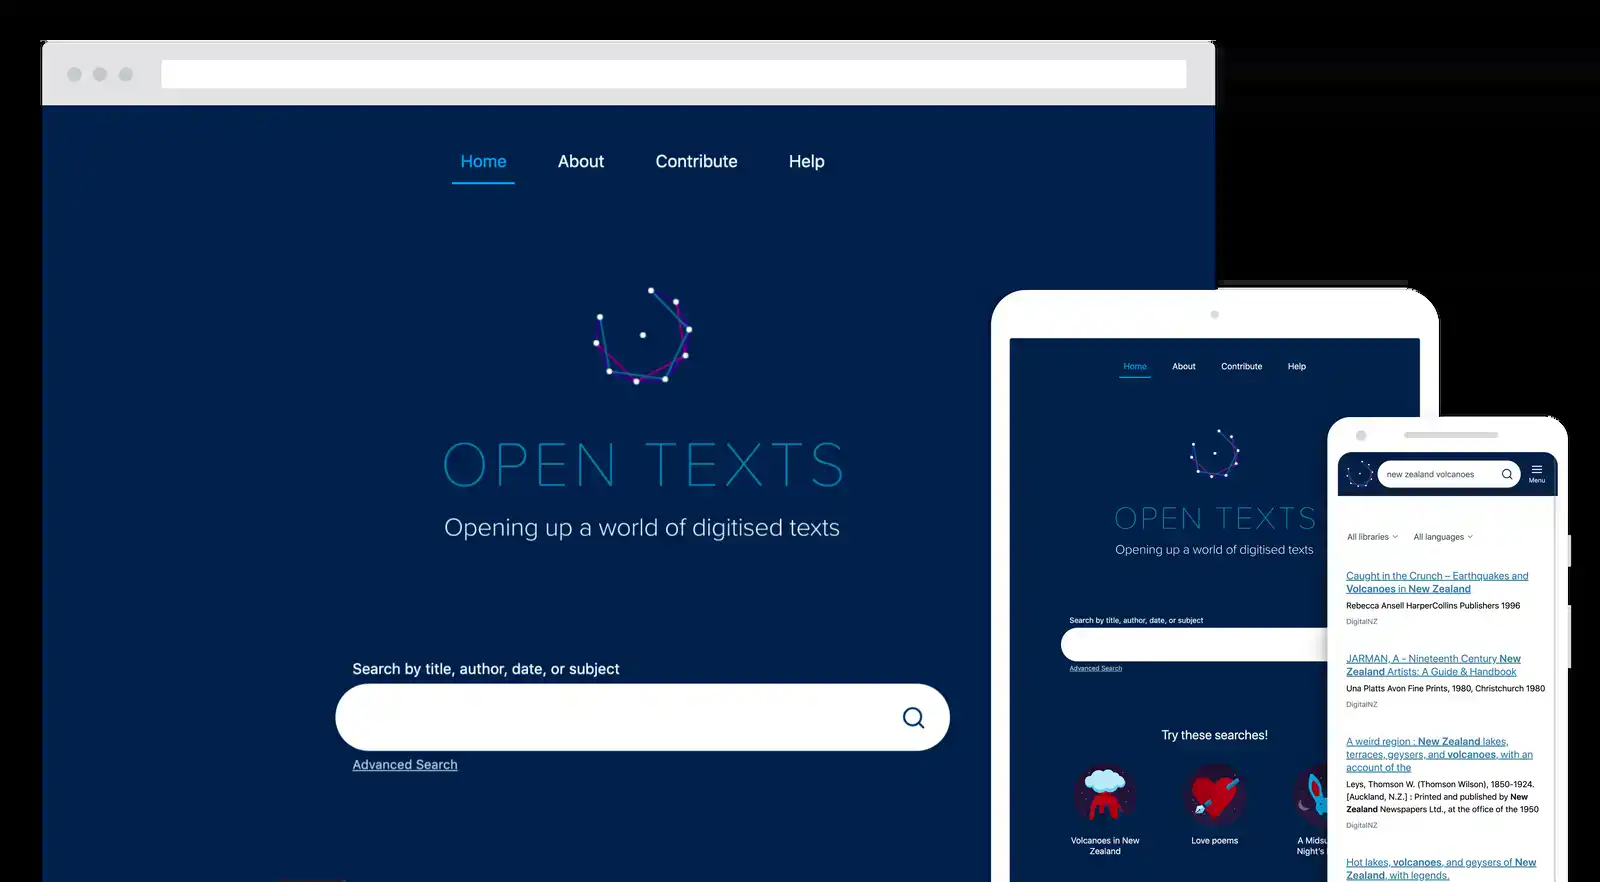 Home About Contribute Help
OPEN TEXTS
Opening up a world of digitised texts
Search by title, author, date, or subject
Advanced Search
Home About Contribute Help
OPEN TEXTS
Opening up a world of digitised texts
Search by title, author, date, or subject
Advanced Search
Try these searches!
Volcanoes in New
Zealand
Love poems
A Midsu
Night's
new zealand volcanoes
Menu
All libraries All languages
Caught in the Crunch – Earthquakes and
Volcanoes in New Zealand
Rebecca Ansell HarperCollins Publishers 1996
DigitalNZ
JARMAN, A - Nineteenth Century New
Zealand Artists: A Guide & Handbook
Una Platts Avon Fine Prints, 1980, Christchurch 1980
DigitalNZ
A weird region : New Zealand lakes,
terraces, geysers, and volcanoes, with an
account of the
Leys, Thomson W. (Thomson Wilson), 1850-1924.
[Auckland, N.Z.] : Printed and published by New
Zealand Newspapers Ltd., at the office of the 1950
DigitalNZ
Hot lakes, volcanoes, and geysers of New
Zealand, with legends.